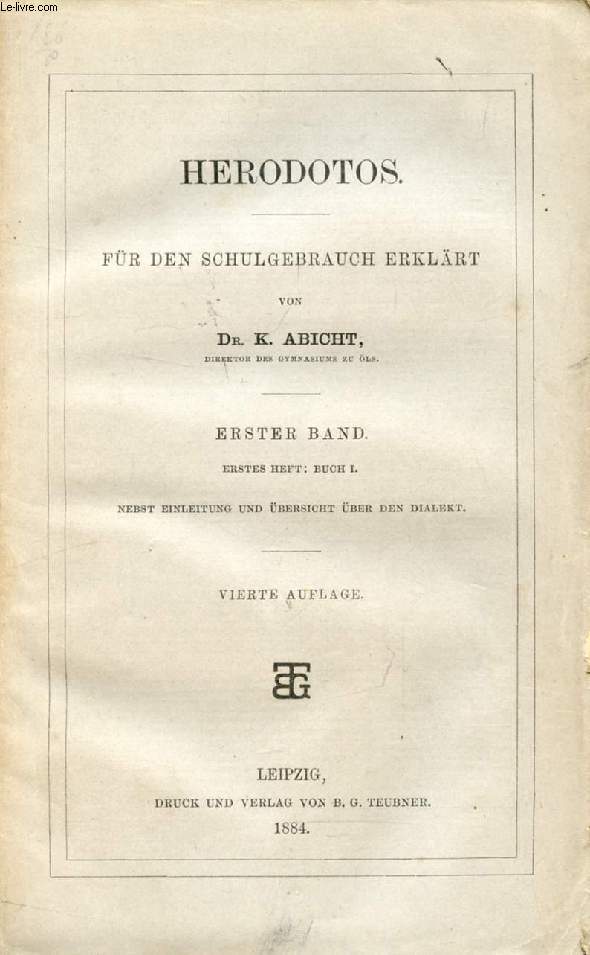 Le-livre.com
HERODOTOS.
FÜR DEN SCHULGEBRAUCH ERKLÄRT
VON
DR. K. ABICHT,
DIREKTOR DES GYMNASIUMS ZU ÖLS.
ERSTER BAND.
ERSTES HEFT: BUCH I.
NEBST EINLEITUNG UND ÜBERSICHT ÜBER DEN DIALEKT.
VIERTE AUFLAGE.
BTG
LEIPZIG,
DRUCK UND VERLAG VON B. G. TEUBNER.
1884.